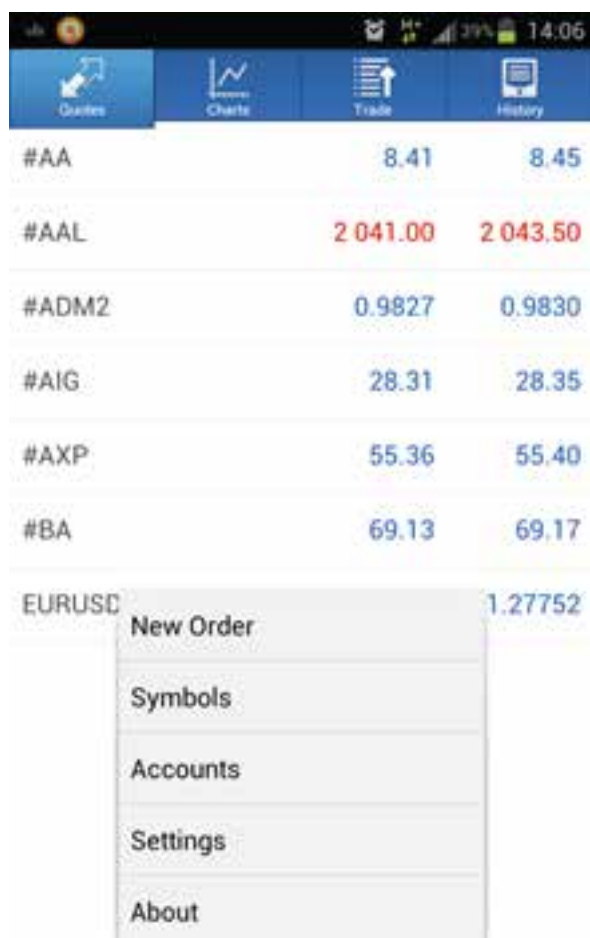 39% 14:06
Quotes Charts Trade History
#AA 8.41 8.45
#AAL 2 041.00 2 043.50
#ADM2 0.9827 0.9830
#AIG 28.31 28.35
#AXP 55.36 55.40
#BA 69.13 69.17
EURUSD 1.27752
New Order
Symbols
Accounts
Settings
About